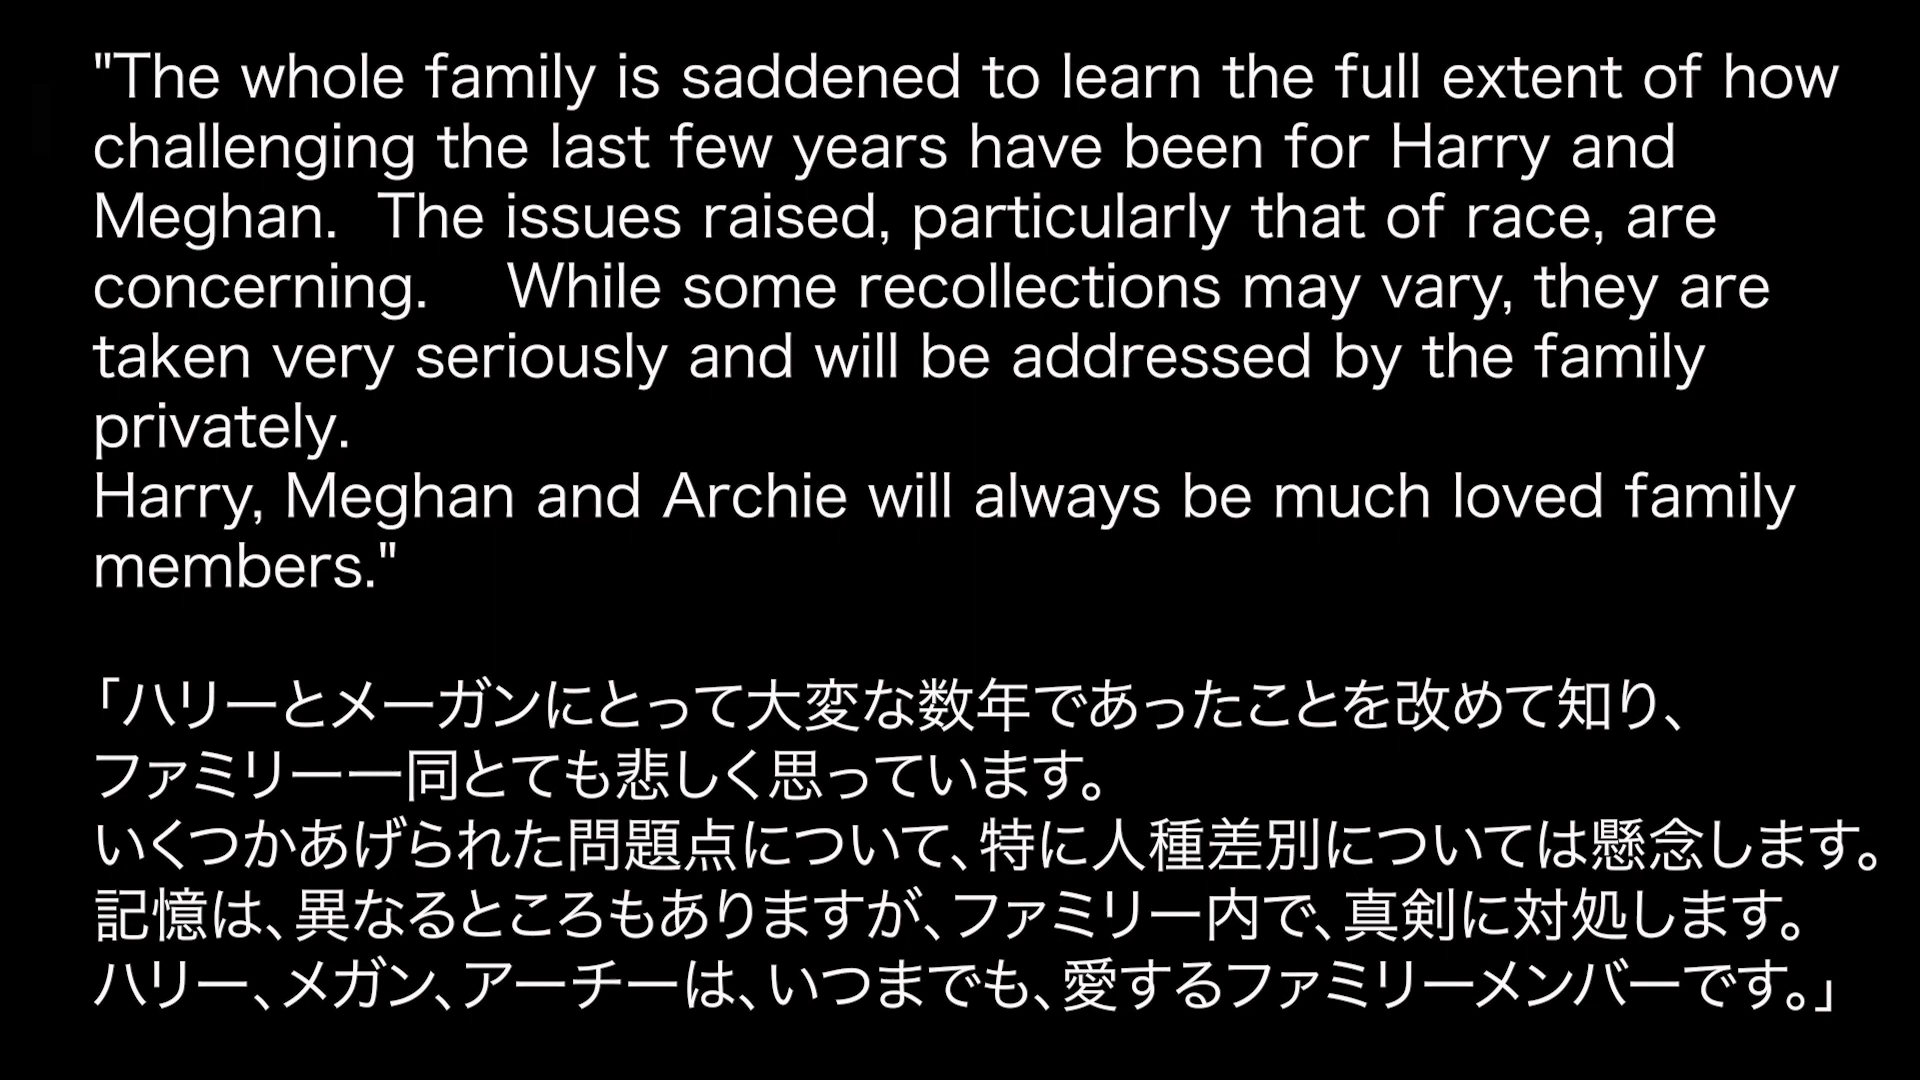 "The whole family is saddened to learn the full extent of how
challenging the last few years have been for Harry and
Meghan.  The issues raised, particularly that of race, are
concerning.    While some recollections may vary, they are
taken very seriously and will be addressed by the family
privately.
Harry, Meghan and Archie will always be much loved family
members."
「ハリーとメーガンにとって大変な数年であったことを改めて知り、
ファミリー一同とても悲しく思っています。
いくつかあげられた問題点について、特に人種差別については懸念します。
記憶は、異なるところもありますが、ファミリー内で、真剣に対処します。
ハリー、メガン、アーチーは、いつまでも、愛するファミリーメンバーです。」